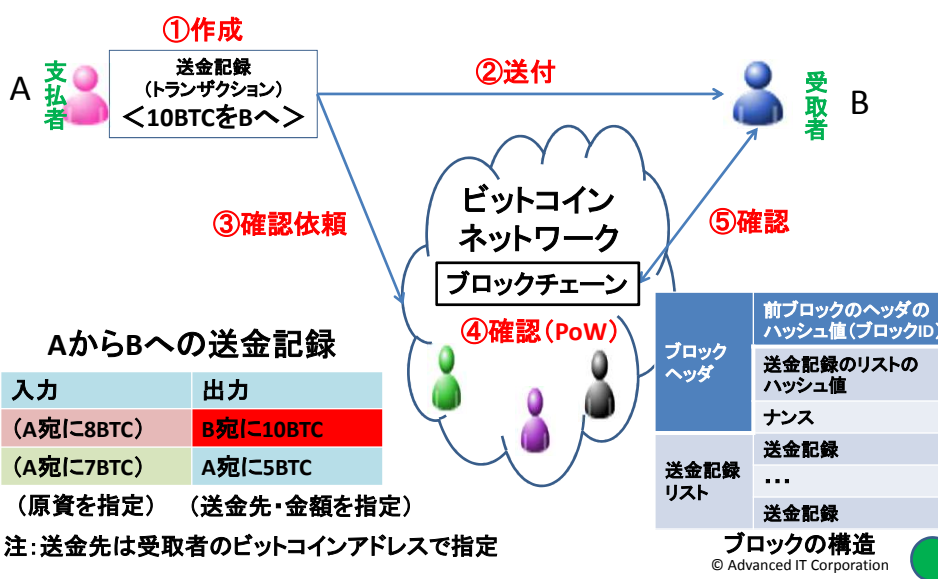 ①作成
A
支払者
送金記録
(トランザクション)
＜10BTCをBへ＞
②送付
受取者
B
③確認依頼
ビットコイン
ネットワーク
ブロックチェーン
④確認(PoW)
⑤確認
AからBへの送金記録
入力 出力
(A宛に8BTC) B宛に10BTC
(A宛に7BTC) A宛に5BTC
(原資を指定) (送金先・金額を指定)
注：送金先は受取者のビットコインアドレスで指定
ブロック
ヘッダ
前ブロックのヘッダの
ハッシュ値(ブロックID)
送金記録のリストの
ハッシュ値
ナンス
送金記録
リスト
送金記録
・・・
送金記録
ブロックの構造
© Advanced IT Corporation